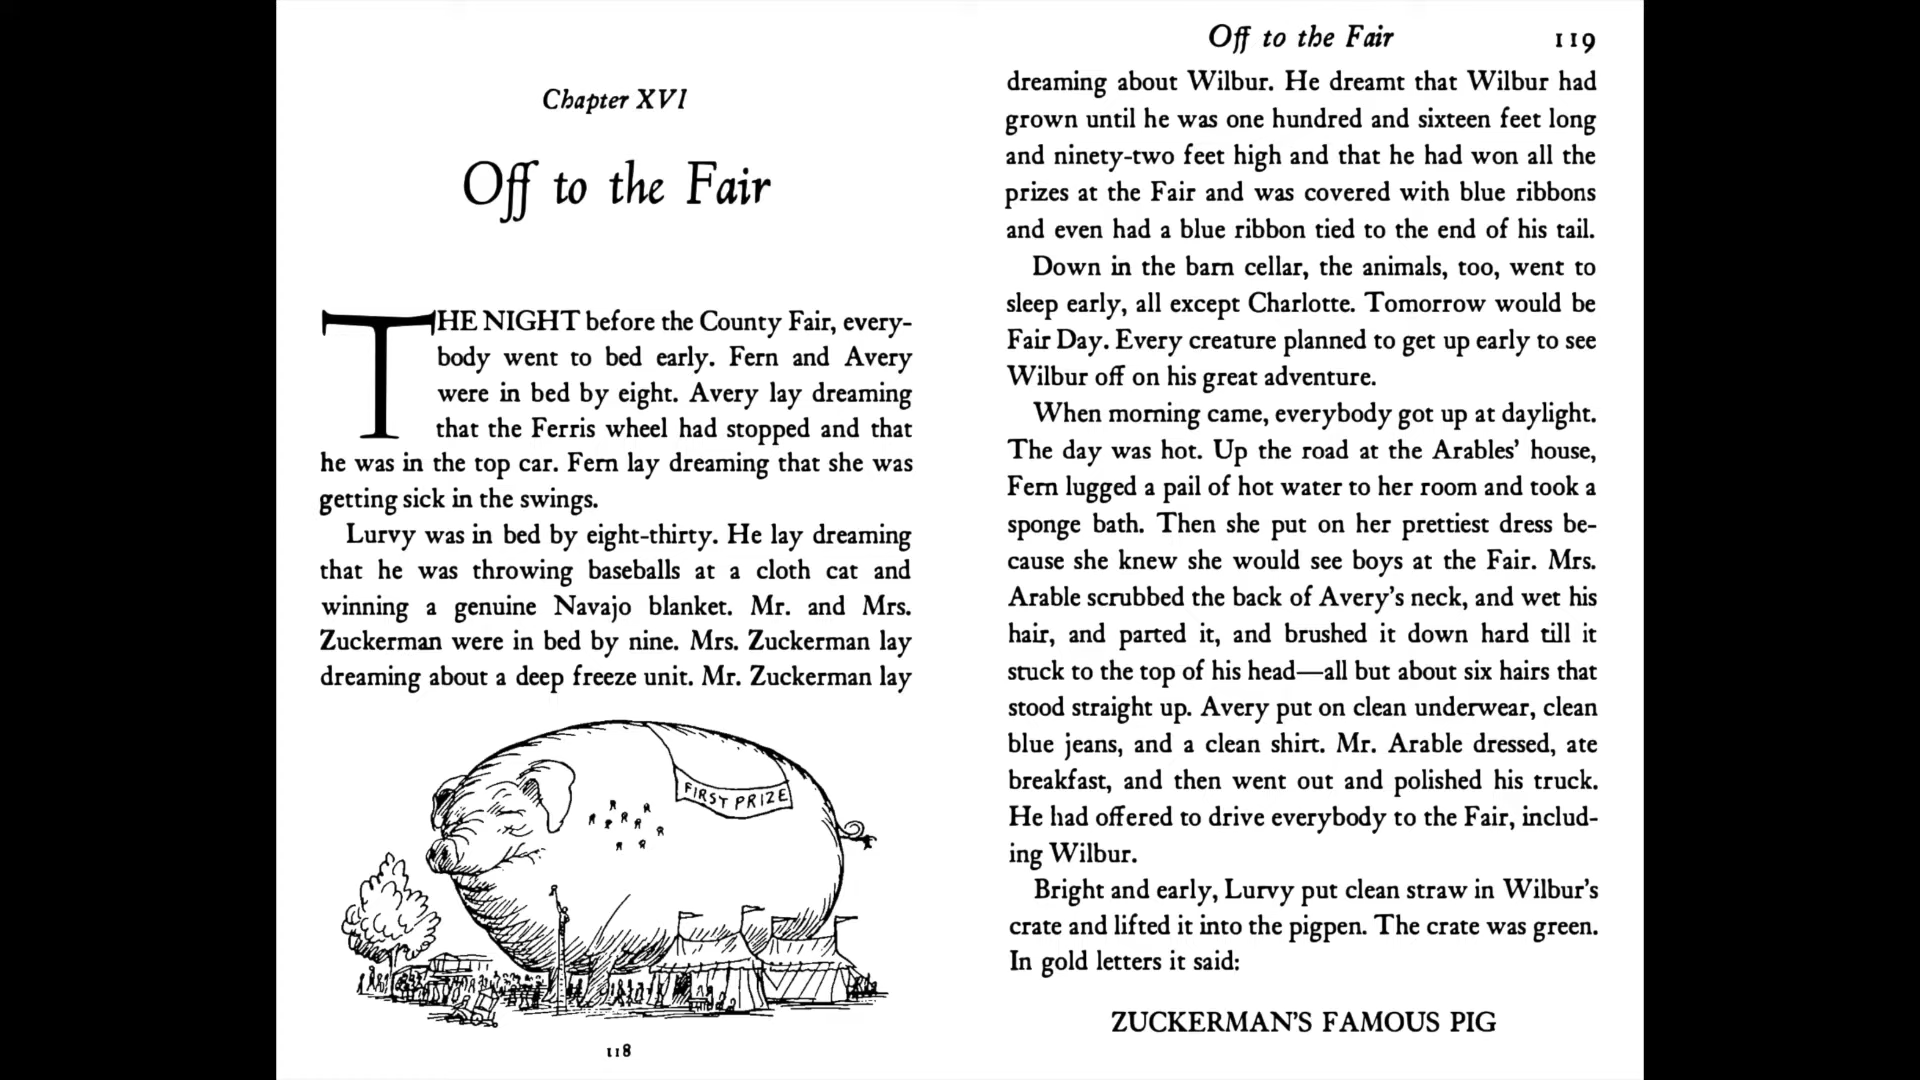 Chapter XVI
Off to the Fair
THE NIGHT before the County Fair, every-
body went to bed early. Fern and Avery
were in bed by eight. Avery lay dreaming
that the Ferris wheel had stopped and that
he was in the top car. Fern lay dreaming that she was
getting sick in the swings.
Lurvy was in bed by eight-thirty. He lay dreaming
that he was throwing baseballs at a cloth cat and
winning a genuine Navajo blanket. Mr. and Mrs.
Zuckerman were in bed by nine. Mrs. Zuckerman lay
dreaming about a deep freeze unit. Mr. Zuckerman lay
FIRST PRIZE
118
Off to the Fair 119
dreaming about Wilbur. He dreamt that Wilbur had
grown until he was one hundred and sixteen feet long
and ninety-two feet high and that he had won all the
prizes at the Fair and was covered with blue ribbons
and even had a blue ribbon tied to the end of his tail.
Down in the barn cellar, the animals, too, went to
sleep early, all except Charlotte. Tomorrow would be
Fair Day. Every creature planned to get up early to see
Wilbur off on his great adventure.
When morning came, everybody got up at daylight.
The day was hot. Up the road at the Arables' house,
Fern lugged a pail of hot water to her room and took a
sponge bath. Then she put on her prettiest dress be-
cause she knew she would see boys at the Fair. Mrs.
Arable scrubbed the back of Avery's neck, and wet his
hair, and parted it, and brushed it down hard till it
stuck to the top of his head—all but about six hairs that
stood straight up. Avery put on clean underwear, clean
blue jeans, and a clean shirt. Mr. Arable dressed, ate
breakfast, and then went out and polished his truck.
He had offered to drive everybody to the Fair, includ-
ing Wilbur.
Bright and early, Lurvy put clean straw in Wilbur's
crate and lifted it into the pigpen. The crate was green.
In gold letters it said:
ZUCKERMAN'S FAMOUS PIG